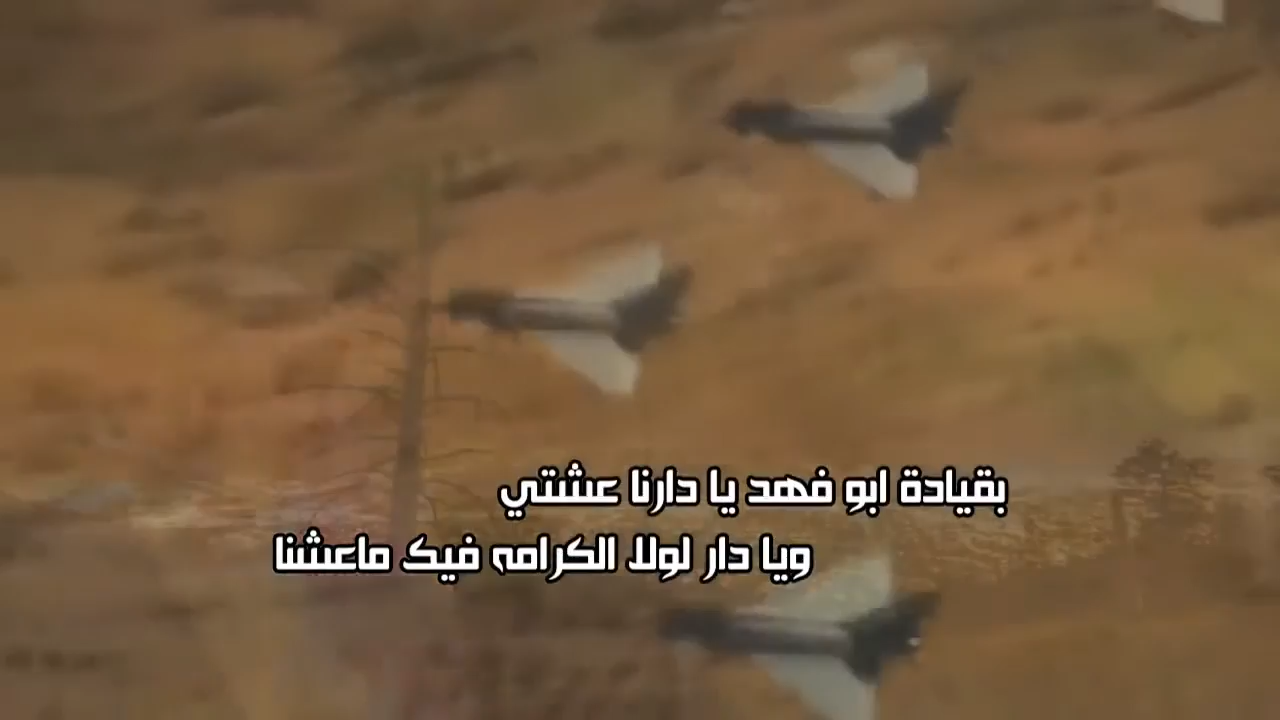 بقيادة ابو فهد يا دارنا عشتي
ويا دار لولا الكرامه فيك ماعشنا